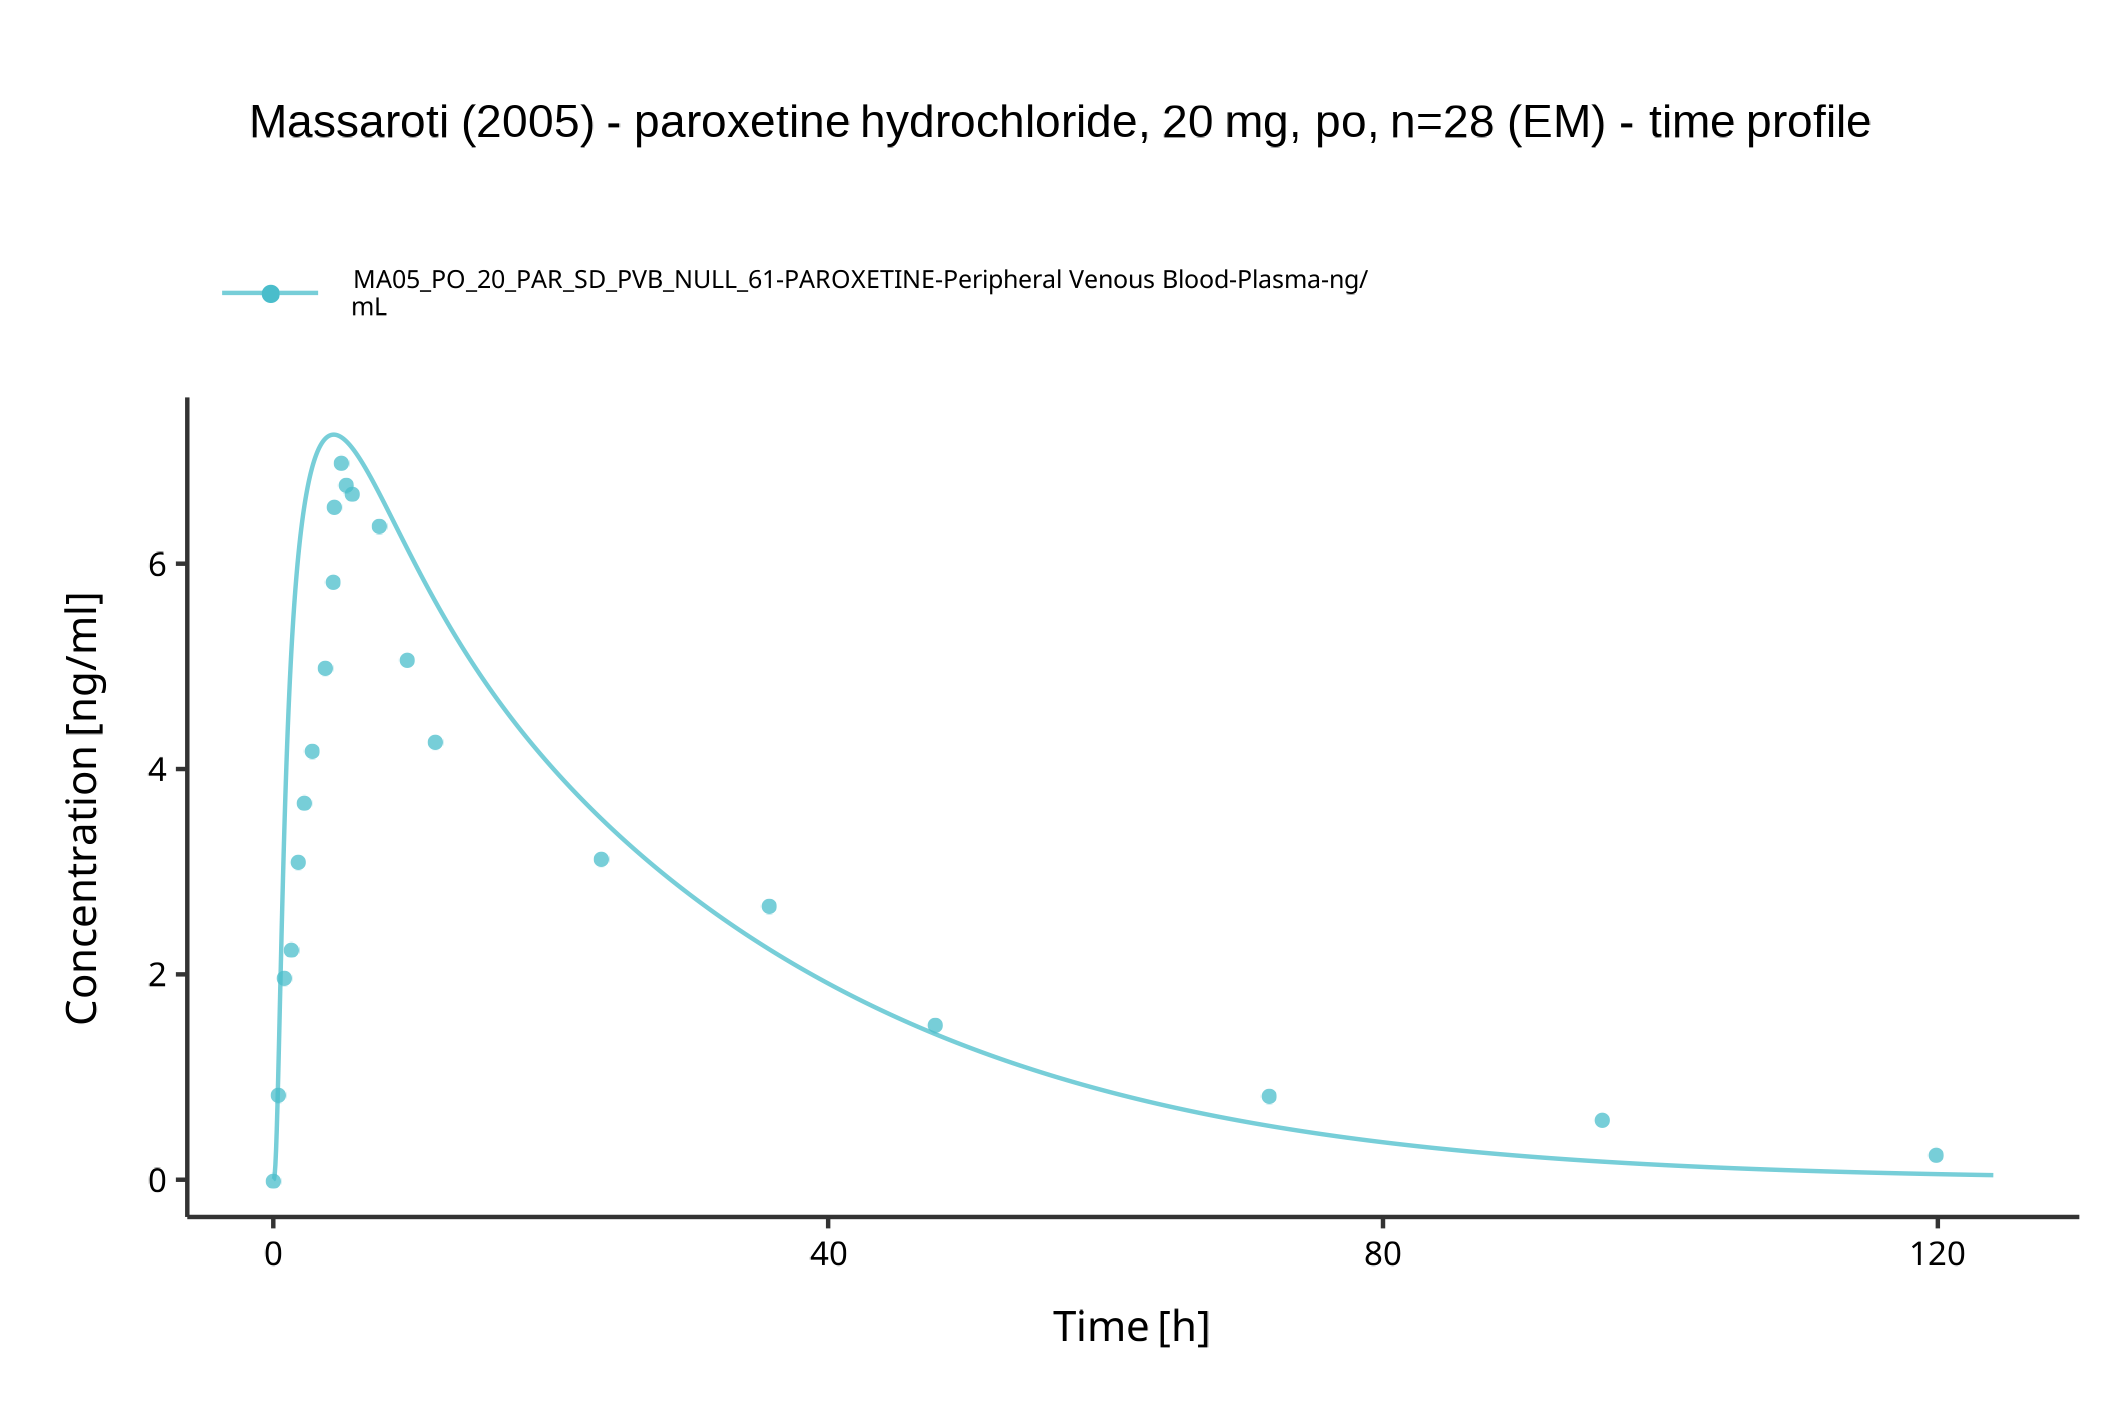 Massaroti (2005) - paroxetine hydrochloride, 20 mg, po, n=28 (EM) - time profile
MA05_PO_20_PAR_SD_PVB_NULL_61-PAROXETINE-Peripheral Venous Blood-Plasma-ng/
mL
Concentration [ng/ml]
6
4
2
0
0
40
80
120
Time [h]